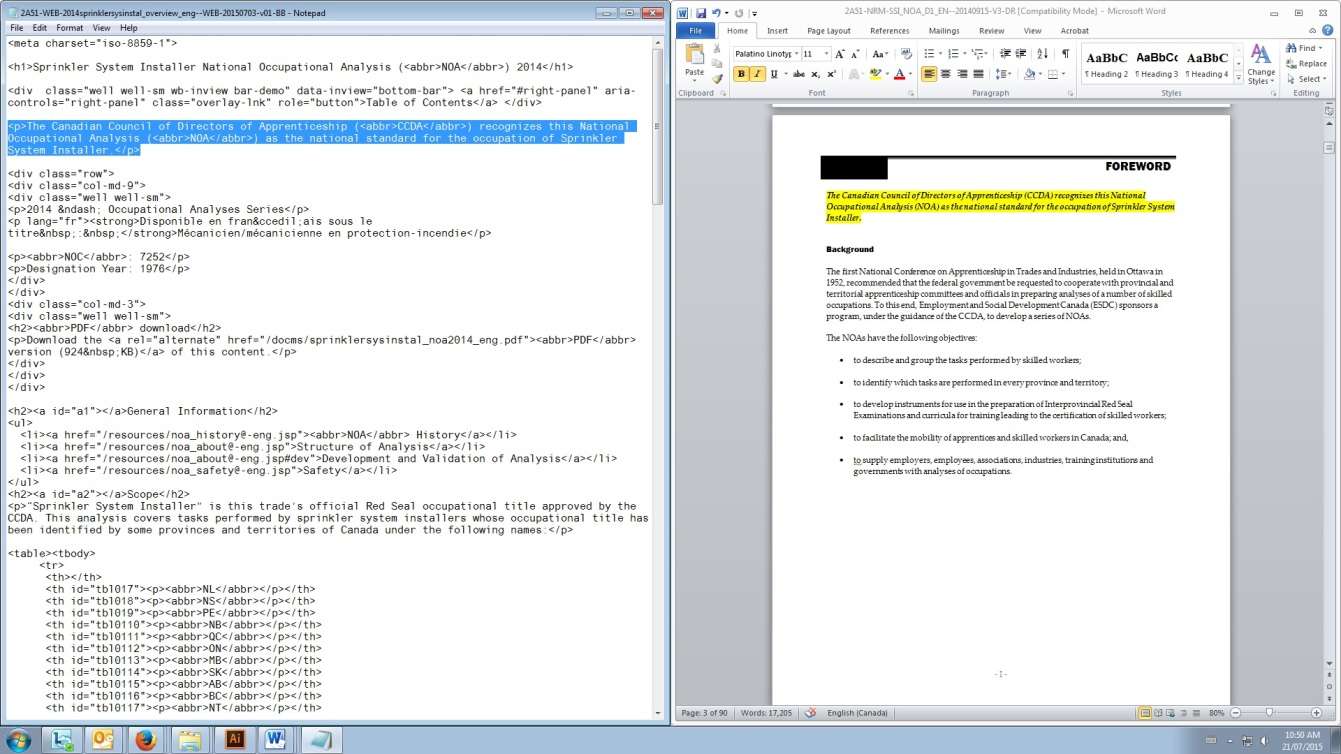 2A51-WEB-2014sprinklersysinstal_overview_eng--WEB-20150703-v01-BB - Notepad
File Edit Format View Help
<meta charset="iso-8859-1">
<h1>Sprinkler System Installer National Occupational Analysis (<abbr>NOA</abbr>) 2014</h1>
<div  class="well well-sm wb-inview bar-demo" data-inview="bottom-bar"> <a href="#right-panel" aria-
controls="right-panel" class="overlay-lnk" role="button">Table of Contents</a> </div>
<p>The Canadian Council of Directors of Apprenticeship (<abbr>CCDA</abbr>) recognizes this National
Occupational Analysis (<abbr>NOA</abbr>) as the national standard for the occupation of Sprinkler
System Installer.</p>
<div class="row">
<div class="col-md-9">
<div class="well well-sm">
<p>2014 &ndash; Occupational Analyses Series</p>
<p lang="fr"><strong>Disponible en fran&ccedil;ais sous le
titre&nbsp;:&nbsp;</strong>Mécanicien/mécanicienne en protection-incendie</p>
<p><abbr>NOC</abbr>: 7252</p>
<p>Designation Year: 1976</p>
</div>
</div>
<div class="col-md-3">
<div class="well well-sm">
<h2><abbr>PDF</abbr> download</h2>
<p>Download the <a rel="alternate" href="/docms/sprinklersysinstal_noa2014_eng.pdf"><abbr>PDF</abbr>
version (924&nbsp;KB)</a> of this content.</p>
</div>
</div>
</div>
<h2><a id="a1"></a>General Information</h2>
<ul>
<li><a href="/resources/noa_history@-eng.jsp"><abbr>NOA</abbr> History</a></li>
<li><a href="/resources/noa_about@-eng.jsp">Structure of Analysis</a></li>
<li><a href="/resources/noa_about@-eng.jsp#dev">Development and Validation of Analysis</a></li>
<li><a href="/resources/noa_safety@-eng.jsp">Safety</a></li>
</ul>
<h2><a id="a2"></a>Scope</h2>
<p>"Sprinkler System Installer" is this trade's official Red Seal occupational title approved by the
CCDA. This analysis covers tasks performed by sprinkler system installers whose occupational title has
been identified by some provinces and territories of Canada under the following names:</p>
<table><tbody>
<tr>
<th></th>
<th id="tbl017"><p><abbr>NL</abbr></p></th>
<th id="tbl018"><p><abbr>NS</abbr></p></th>
<th id="tbl019"><p><abbr>PE</abbr></p></th>
<th id="tbl0110"><p><abbr>NB</abbr></p></th>
<th id="tbl0111"><p><abbr>QC</abbr></p></th>
<th id="tbl0112"><p><abbr>ON</abbr></p></th>
<th id="tbl0113"><p><abbr>MB</abbr></p></th>
<th id="tbl0114"><p><abbr>SK</abbr></p></th>
<th id="tbl0115"><p><abbr>AB</abbr></p></th>
<th id="tbl0116"><p><abbr>BC</abbr></p></th>
<th id="tbl0117"><p><abbr>NT</abbr></p></th>
2A51-NRM-SSI_NOA_D1_EN--20140915-V3-DR [Compatibility Mode] - Microsoft Word
File Home Insert Page Layout References Mailings Review View Acrobat
Paste
Palatino Linotyp 11
B I U abc x₂ x² A
AaBbC AaBbCc AaBbC
¶ Heading 2 ¶ Heading 3 ¶ Heading 4
Change
Styles
Find
Replace
Select
Clipboard Font Paragraph Styles Editing
FOREWORD
The Canadian Council of Directors of Apprenticeship (CCDA) recognizes this National
Occupational Analysis (NOA) as the national standard for the occupation of Sprinkler System
Installer.
Background
The first National Conference on Apprenticeship in Trades and Industries, held in Ottawa in
1952, recommended that the federal government be requested to cooperate with provincial and
territorial apprenticeship committees and officials in preparing analyses of a number of skilled
occupations. To this end, Employment and Social Development Canada (ESDC) sponsors a
program, under the guidance of the CCDA, to develop a series of NOAs.
The NOAs have the following objectives:
• to describe and group the tasks performed by skilled workers;
• to identify which tasks are performed in every province and territory;
• to develop instruments for use in the preparation of Interprovincial Red Seal
Examinations and curricula for training leading to the certification of skilled workers;
• to facilitate the mobility of apprentices and skilled workers in Canada; and,
• to supply employers, employees, associations, industries, training institutions and
governments with analyses of occupations.
- I -
Page: 3 of 90 Words: 17,205 English (Canada) 80%
10:50 AM
21/07/2015